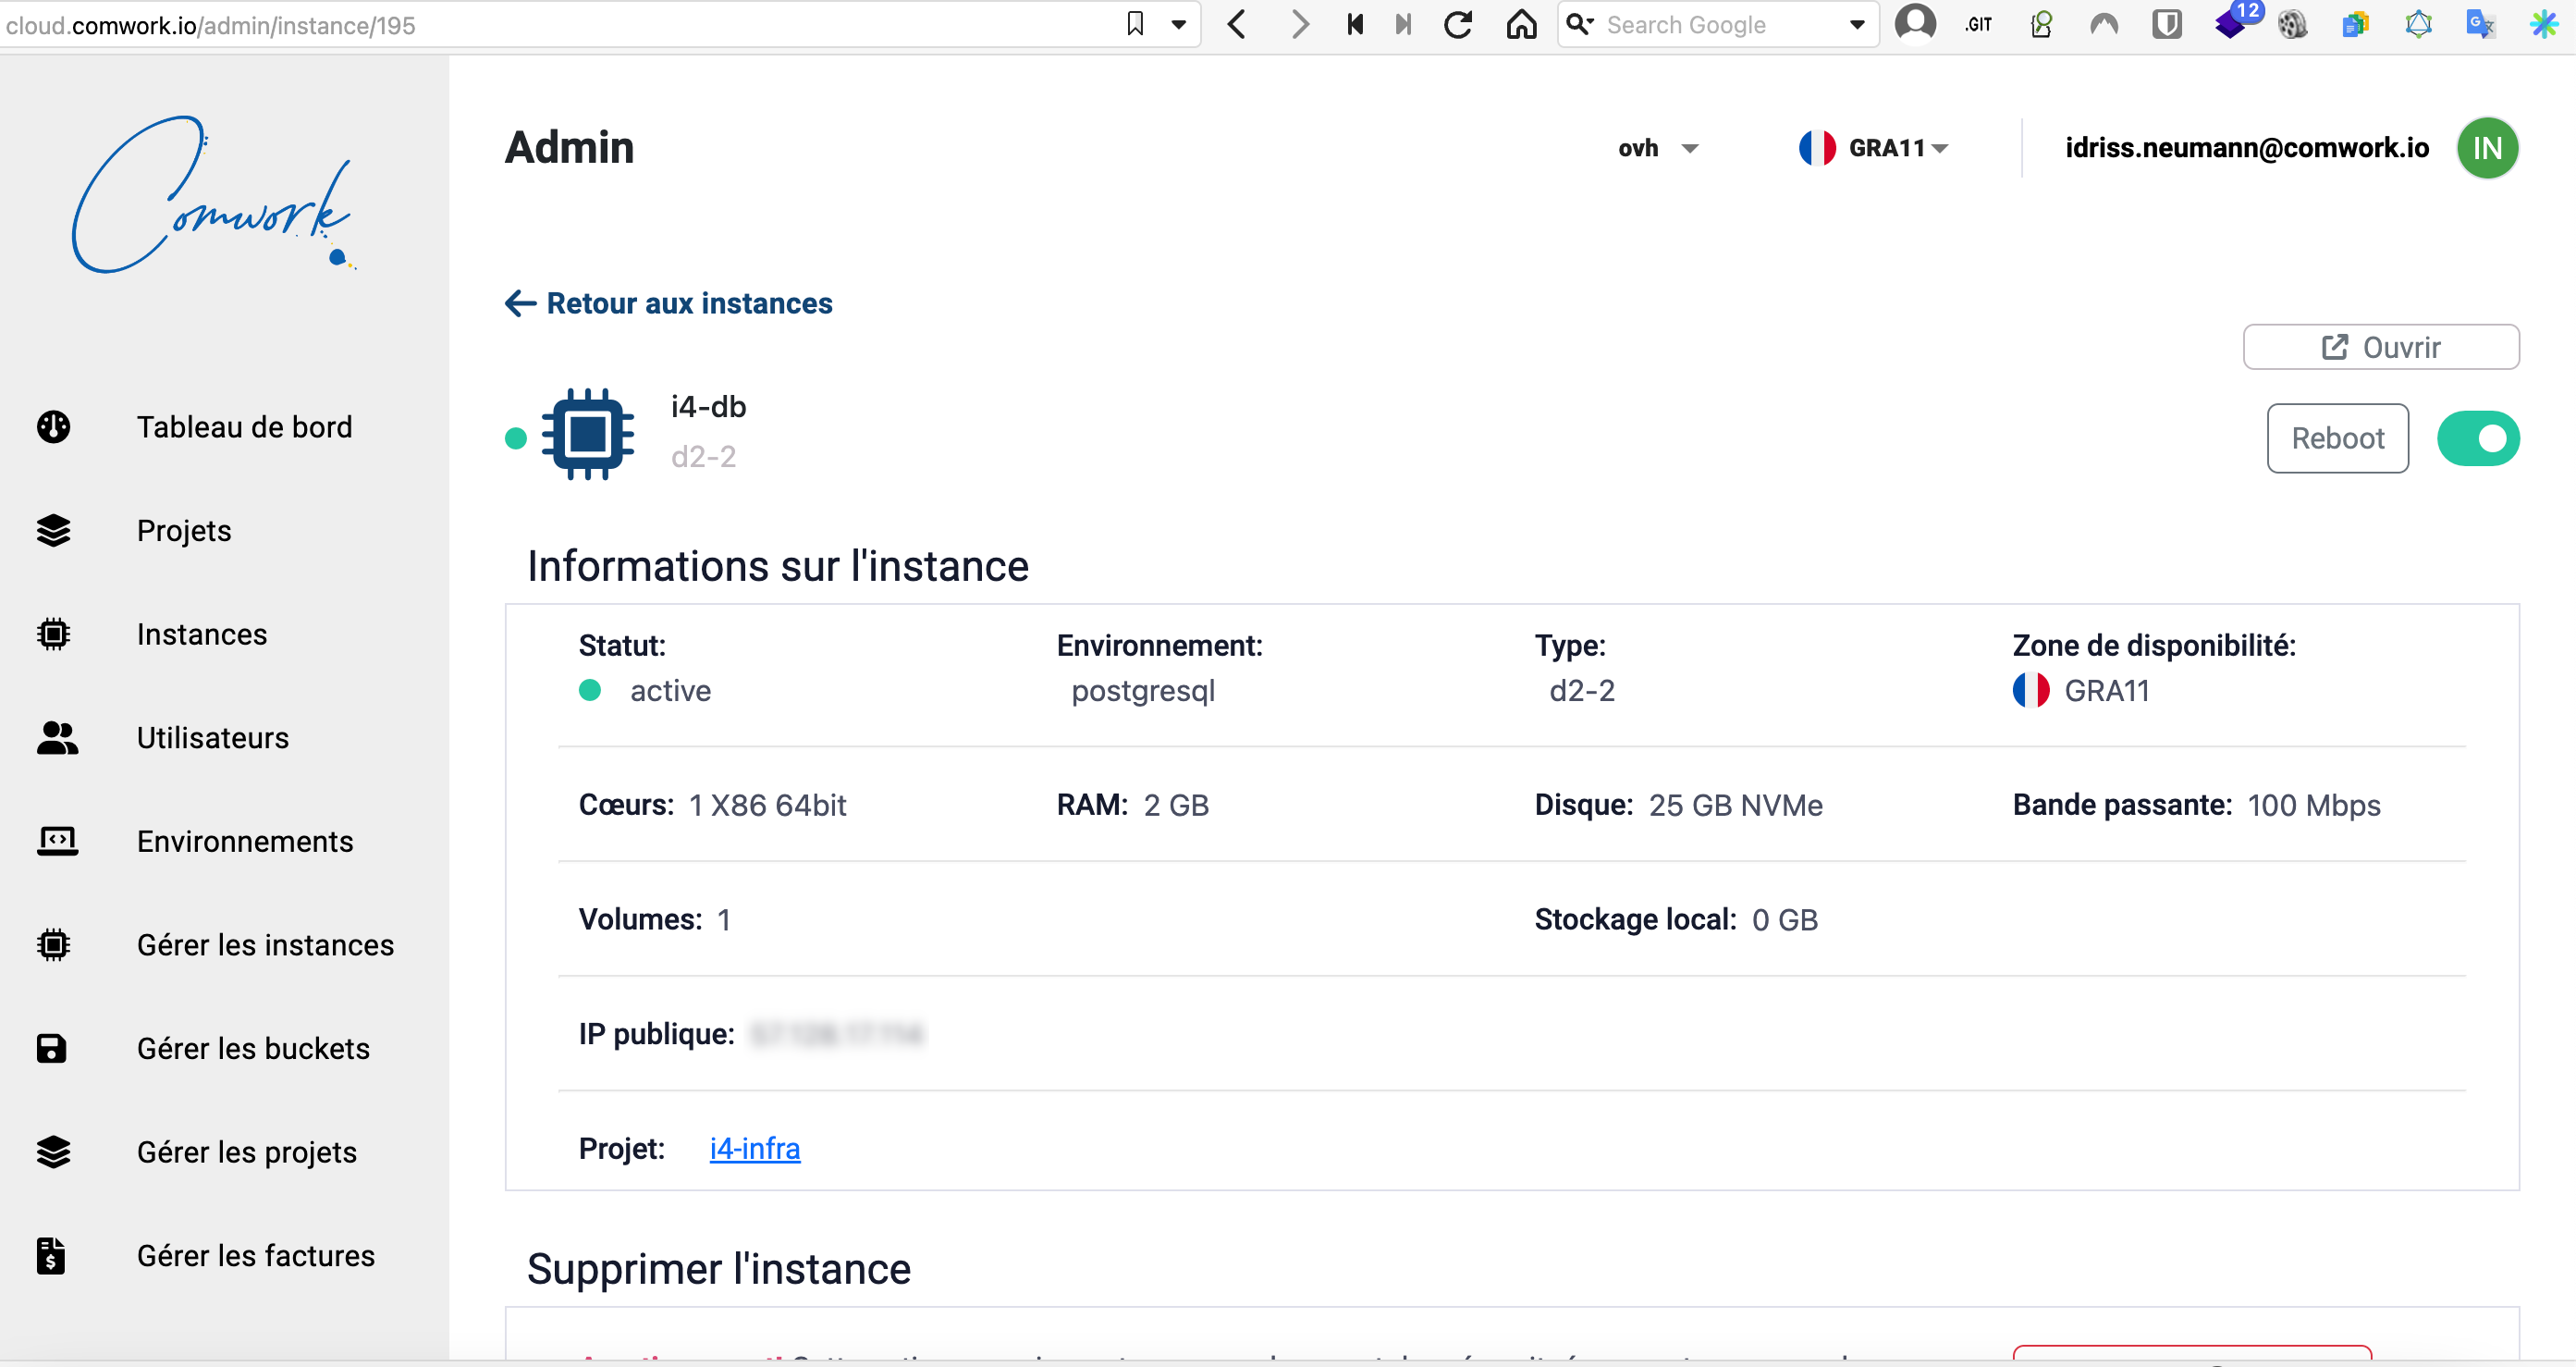 cloud.comwork.io/admin/instance/195
Search Google
.GIT
12
Comwork
Admin
ovh
GRA11
idriss.neumann@comwork.io
IN
Retour aux instances
Ouvrir
i4-db
d2-2
Reboot
Tableau de bord
Projets
Instances
Utilisateurs
Environnements
Gérer les instances
Gérer les buckets
Gérer les projets
Gérer les factures
Informations sur l'instance
Statut: Environnement: Type: Zone de disponibilité:
active postgresql d2-2 GRA11
Cœurs: 1 X86 64bit RAM: 2 GB Disque: 25 GB NVMe Bande passante: 100 Mbps
Volumes: 1 Stockage local: 0 GB
IP publique:
Projet: i4-infra
Supprimer l'instance